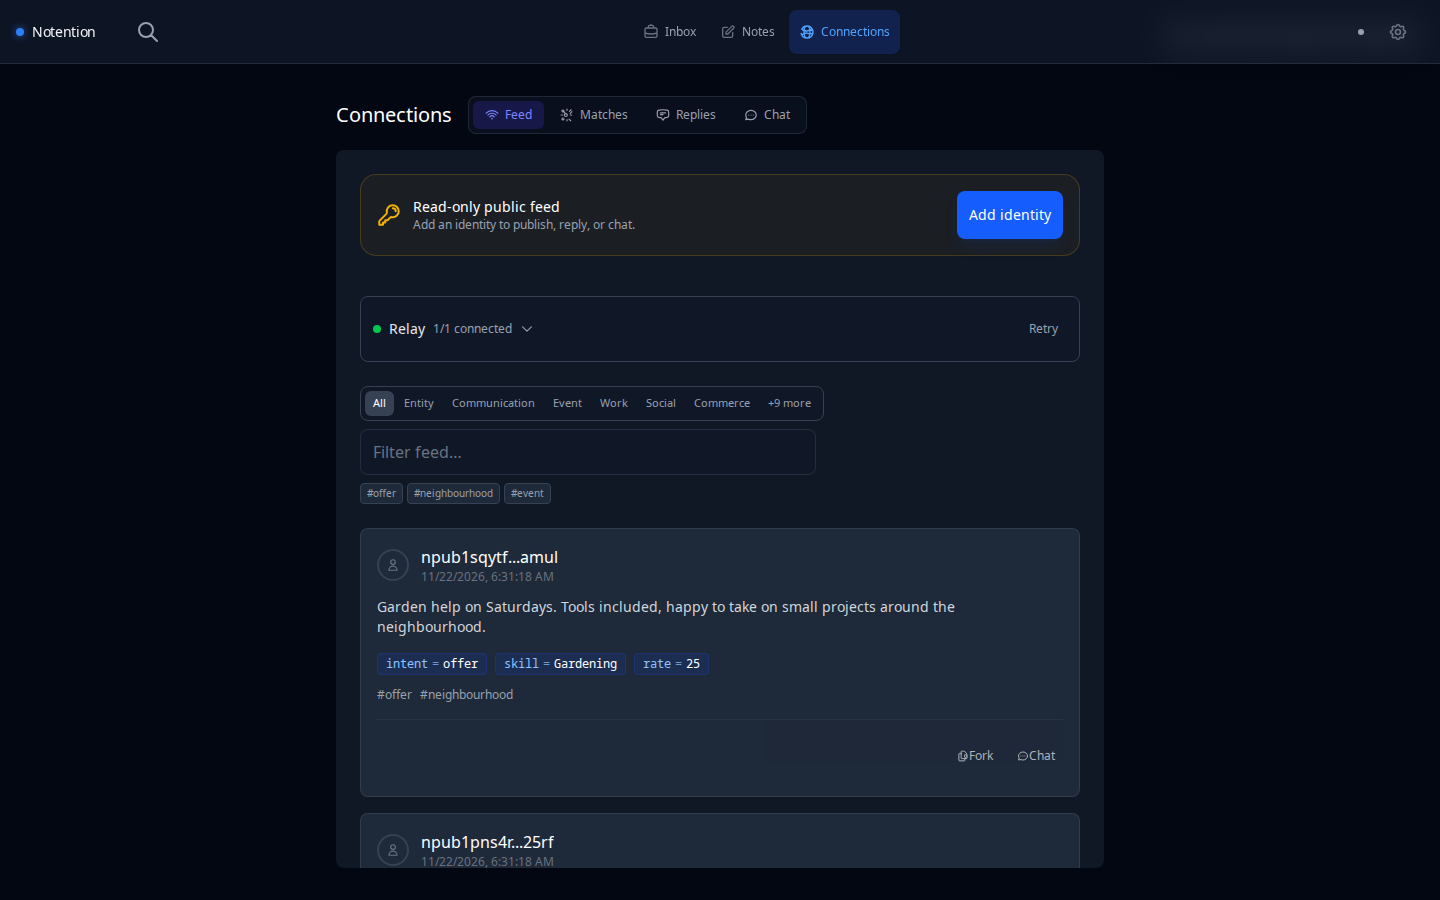 Notention
Inbox
Notes
Connections
Connections
Feed
Matches
Replies
Chat
Read-only public feed
Add an identity to publish, reply, or chat.
Add identity
Relay 1/1 connected
Retry
All
Entity
Communication
Event
Work
Social
Commerce
+9 more
Filter feed...
#offer
#neighbourhood
#event
npub1sqytf...amul
11/22/2026, 6:31:18 AM
Garden help on Saturdays. Tools included, happy to take on small projects around the
neighbourhood.
intent = offer
skill = Gardening
rate = 25
#offer #neighbourhood
Fork
Chat
npub1pns4r...25rf
11/22/2026, 6:31:18 AM